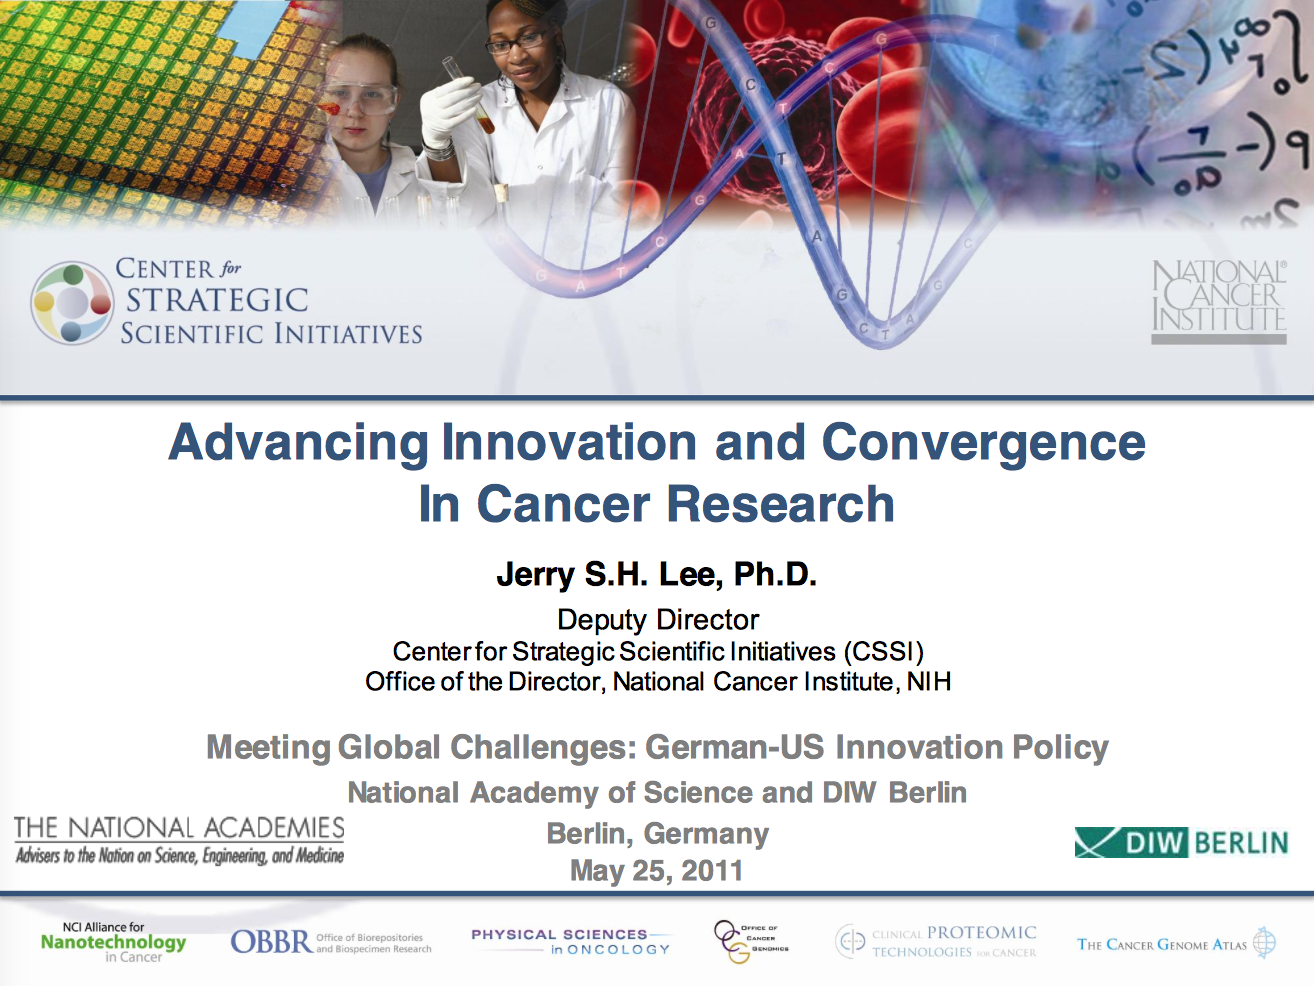 CENTER for
STRATEGIC
SCIENTIFIC INITIATIVES
NATIONAL®
CANCER
INSTITUTE
Advancing Innovation and Convergence
In Cancer Research
Jerry S.H. Lee, Ph.D.
Deputy Director
Center for Strategic Scientific Initiatives (CSSI)
Office of the Director, National Cancer Institute, NIH
Meeting Global Challenges: German-US Innovation Policy
National Academy of Science and DIW Berlin
Berlin, Germany
May 25, 2011
THE NATIONAL ACADEMIES
Advisers to the Nation on Science, Engineering, and Medicine
DIW BERLIN
NCI Alliance for
Nanotechnology
in Cancer
OBBR Office of Biorepositories
and Biospecimen Research
PHYSICAL SCIENCES
in ONCOLOGY
OFFICE OF
CANCER
GENOMICS
CLINICAL PROTEOMIC
TECHNOLOGIES FOR CANCER
THE CANCER GENOME ATLAS